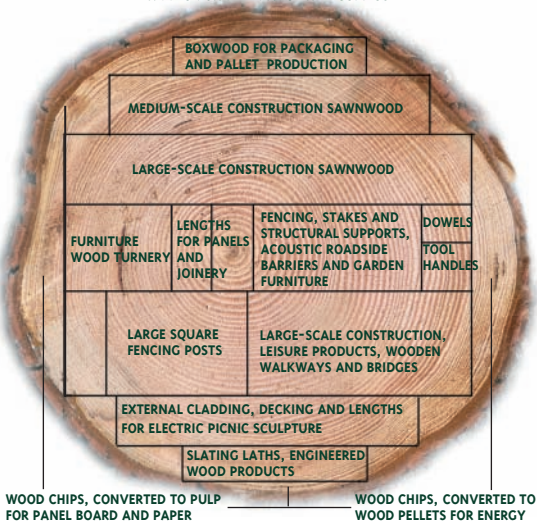 BOXWOOD FOR PACKAGING
AND PALLET PRODUCTION
MEDIUM-SCALE CONSTRUCTION SAWNWOOD
LARGE-SCALE CONSTRUCTION SAWNWOOD
FURNITURE
WOOD TURNERY
LENGTHS
FOR PANELS
AND
JOINERY
FENCING, STAKES AND
STRUCTURAL SUPPORTS,
ACOUSTIC ROADSIDE
BARRIERS AND GARDEN
FURNITURE
DOWELS
TOOL
HANDLES
LARGE SQUARE
FENCING POSTS
LARGE-SCALE CONSTRUCTION,
LEISURE PRODUCTS, WOODEN
WALKWAYS AND BRIDGES
EXTERNAL CLADDING, DECKING AND LENGTHS
FOR ELECTRIC PICNIC SCULPTURE
SLATING LATHS, ENGINEERED
WOOD PRODUCTS
WOOD CHIPS, CONVERTED TO PULP
FOR PANEL BOARD AND PAPER
WOOD CHIPS, CONVERTED TO
WOOD PELLETS FOR ENERGY